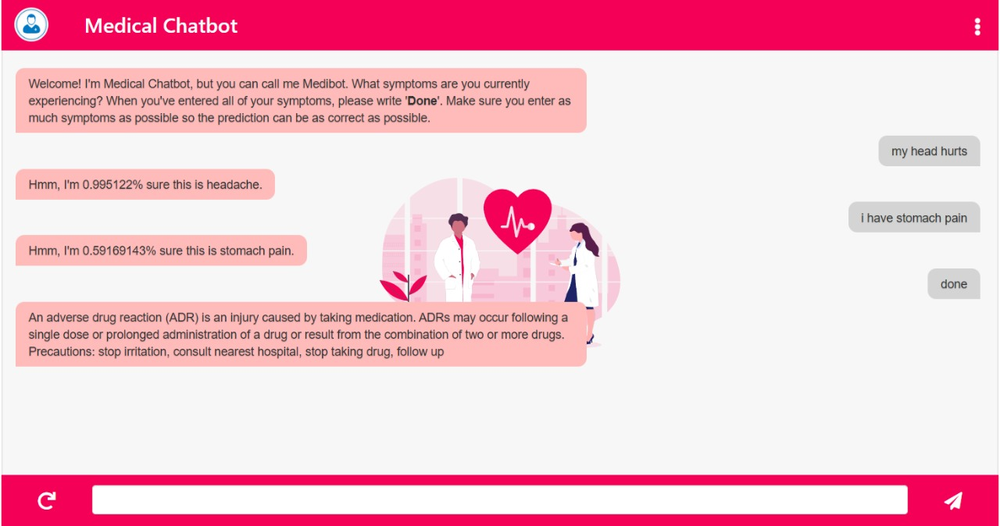 Medical Chatbot
Welcome! I'm Medical Chatbot, but you can call me Medibot. What symptoms are you currently
experiencing? When you've entered all of your symptoms, please write 'Done'. Make sure you enter as
much symptoms as possible so the prediction can be as correct as possible.
my head hurts
Hmm, I'm 0.995122% sure this is headache.
i have stomach pain
Hmm, I'm 0.59169143% sure this is stomach pain.
done
An adverse drug reaction (ADR) is an injury caused by taking medication. ADRs may occur following a
single dose or prolonged administration of a drug or result from the combination of two or more drugs.
Precautions: stop irritation, consult nearest hospital, stop taking drug, follow up